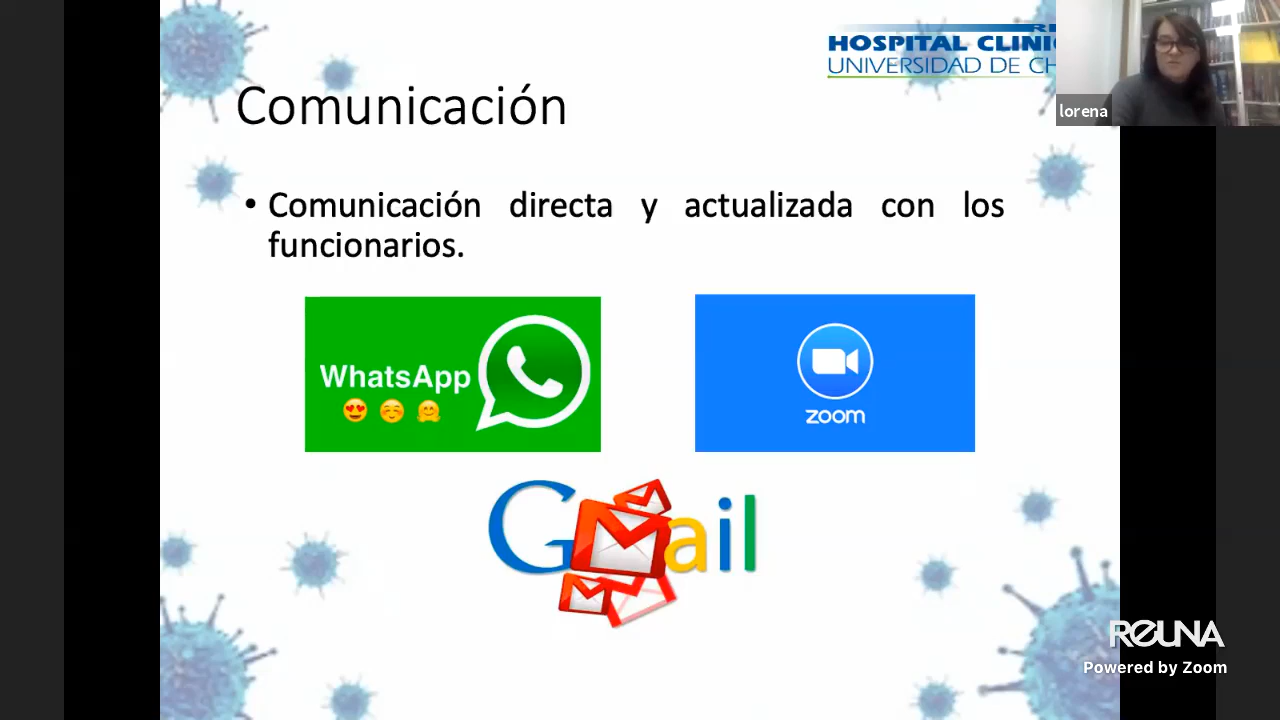 HOSPITAL CLINIC
UNIVERSIDAD DE CH
lorena
Comunicación
• Comunicación directa y actualizada con los
funcionarios.
WhatsApp
zoom
Gmail
REUNA
Powered by Zoom